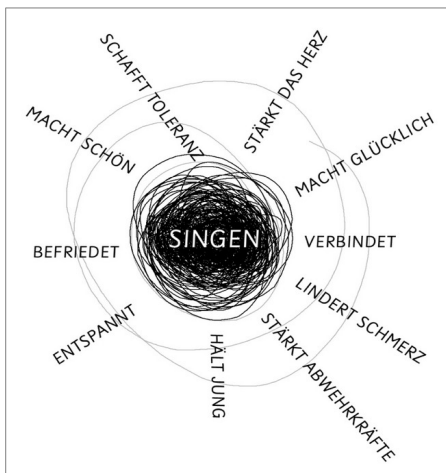 SCHAFFT TOLERANZ
STÄRKT DAS HERZ
MACHT SCHÖN
MACHT GLÜCKLICH
SINGEN
BEFRIEDET
VERBINDET
ENTSPANNT
LINDERT SCHMERZ
HÄLT JUNG
STÄRKT ABWEHRKRÄFTE